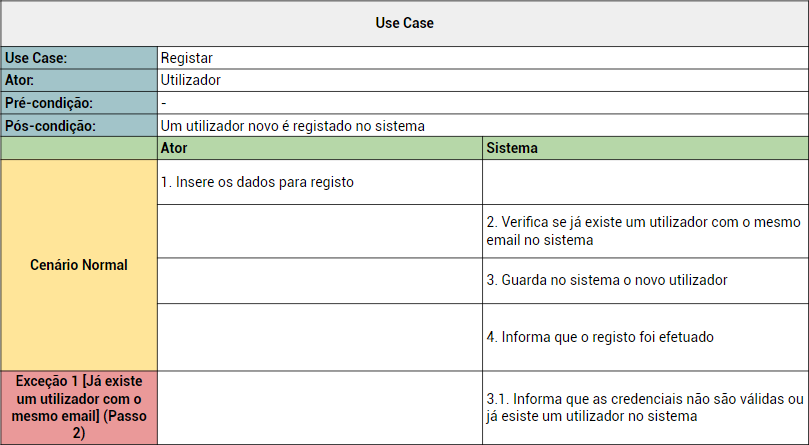 Use Case
Use Case: Registar
Ator: Utilizador
Pré-condição: -
Pós-condição: Um utilizador novo é registado no sistema
Ator Sistema
1. Insere os dados para registo
2. Verifica se já existe um utilizador com o mesmo
email no sistema
Cenário Normal
3. Guarda no sistema o novo utilizador
4. Informa que o registo foi efetuado
Exceção 1 [Já existe
um utilizador com o
mesmo email] (Passo
2)
3.1. Informa que as credenciais não são válidas ou
já esiste um utilizador no sistema